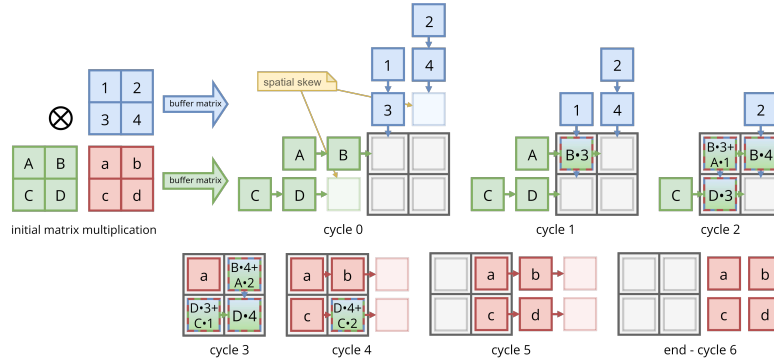 2
1
4
spatial skew
1 2
buffer matrix
3 4
3
A B
a b
buffer matrix
C D
c d
A B
C D
initial matrix multiplication
cycle 0
2
1 4
A B•3
C D
cycle 1
2
B•3+
A•1
B•4
C D•3
cycle 2
a
B•4+
A•2
D•3+
C•1
D•4
cycle 3
a b
c
D•4+
C•2
cycle 4
a b
c d
cycle 5
a b
c d
end - cycle 6